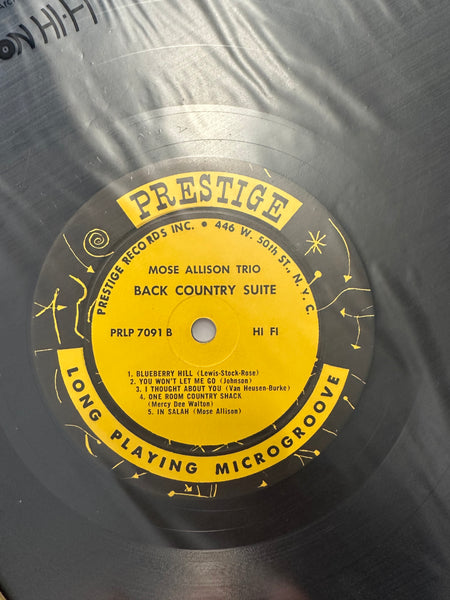 ON HI-FI
PRESTIGE
PRESTIGE RECORDS INC. • 446 W. 50th ST., N. Y. C.
MOSE ALLISON TRIO
BACK COUNTRY SUITE
PRLP 7091 B HI FI
1. BLUEBERRY HILL (Lewis-Stock-Rose)
2. YOU WON'T LET ME GO (Johnson)
3. I THOUGHT ABOUT YOU (Van Heusen-Burke)
4. ONE ROOM COUNTRY SHACK
(Mercy Dee Walton)
5. IN SALAH (Mose Allison)
LONG PLAYING MICROGROOVE